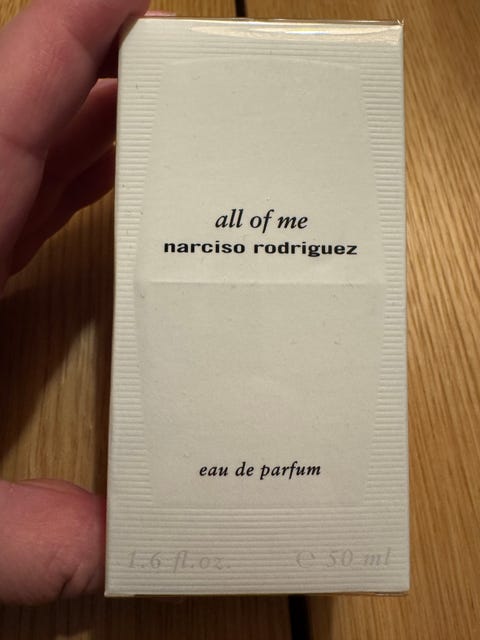 all of me
narciso rodriguez
eau de parfum
1.6 fl.oz. ℮ 50 ml